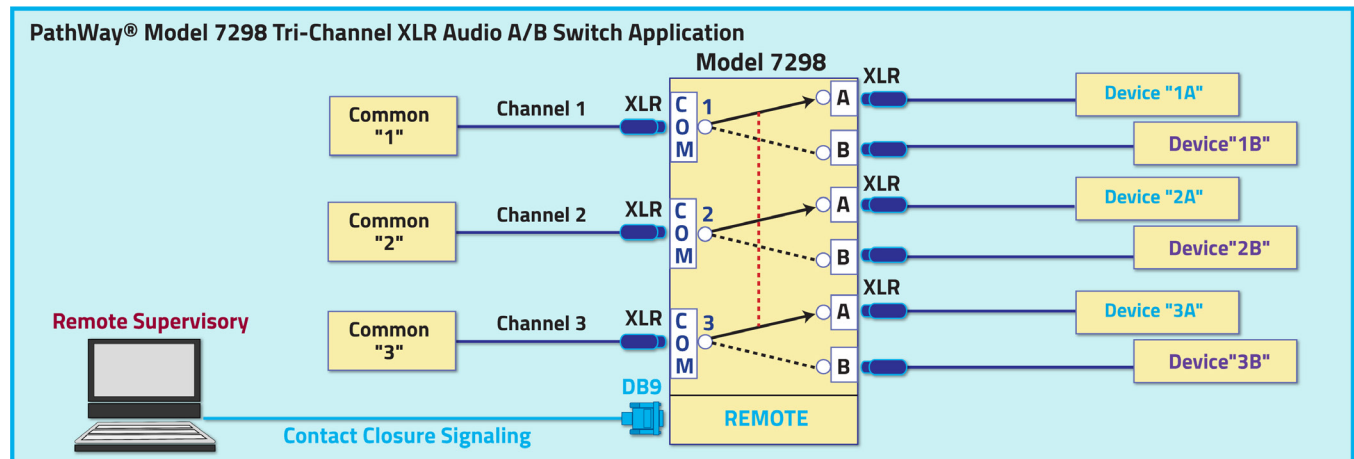 PathWay® Model 7298 Tri-Channel XLR Audio A/B Switch Application
Model 7298
Common
"1"
Channel 1
XLR
COM
1
A
XLR
Device "1A"
B
Device"1B"
Common
"2"
Channel 2
XLR
COM
2
A
XLR
Device "2A"
B
Device"2B"
Common
"3"
Channel 3
XLR
COM
3
A
XLR
Device "3A"
B
Device"3B"
Remote Supervisory
DB9
REMOTE
Contact Closure Signaling